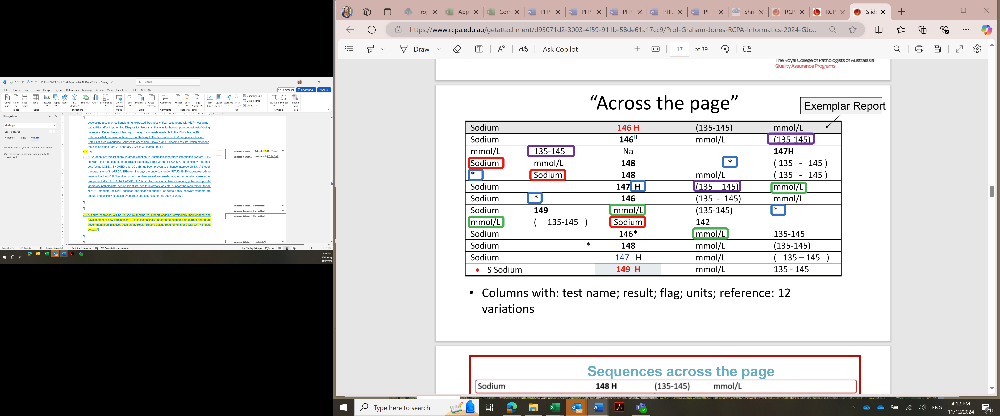 PI Pilot 22-24 Draft Final Report v0.6_12 Dec VC.docx • Saving...
Search
File Home Insert Draw Design Layout References Mailings Review View Developer Help ACROBAT
Comments Reviewing Share
Cover Page Blank Page Page Break Table Pictures Shapes Icons 3D Models SmartArt Chart Screenshot Online Videos Link Bookmark Cross-reference Comment Header Footer Page Number Text Box Quick Parts WordArt Drop Cap Signature Line Date & Time Object Equation Symbol Embed Flash
Pages Tables Illustrations Media Links Comments Header & Footer Text Symbols Flash
Navigation
challenge
Search paused
Headings Pages Results
Word paused so you can edit your document.
Use the arrows to continue and jump to the
closest result.
developing a solution to handle an unexpected, business critical issue found with HL7 messaging
capabilities affecting their live Diagnostics Programs; this was further compounded with staff being
on leave in December and January. Survey 1 was made available to the Pilot sites on 16
February 2024, meaning a three (3) month delay to the first stage in SPIA compliance testing.
Both Pilot sites experience issues with accessing Survey 1 and uploading results, which extended
the closing dates from 28 February 2024 to 30 March 2024.¶
SPIA adoption: Whilst there is great variation in Australian laboratory information system (LIS)
software, the adoption of standardised pathology terms via the RPCA SPIA terminology reference
sets (using LOINC, SNOMED and UCUM) has been proven to enhance interoperability. Although
the expansion of the RPCA SPIA terminology reference sets under PITUS 18-20 has increased the
value of this tool, PITUS working group members as well as broader ranging contributing stakeholder
groups including ADHA, RCPAQAP, HL7 Australia, medical software vendors, public and private
laboratory pathologists, senior scientists, health informaticians etc, support the requirement for an
NPAAC mandate for SPIA adoption and financial support, as without this, software vendors are
unable and unlikely to assign overstretched resources for this body of work.¶
A future challenge will be to secure funding to support ongoing terminology maintenance and
development of new terminology. This is increasingly important to support both current and future
government lead initiatives such as My Health Record upload requirements and CSIRO FHIR data
sets.
Vanessa Camer... Deleted: <#>RCPAQAP
Vanessa Camer... Deleted: <#>RCPAQAP
Vanessa Camer... Formatted
Vanessa Camer... Formatted
Vanessa White Formatted
Vanessa White Deleted: ¶
Page 26 of 47 13910 words English (Australia) Text Predictions: On Accessibility: Investigate Display Settings Focus 110%
4:12 PM
Wednesday
11/12/2024
Proj App Con PI Pi PI Pi PI P PITU PI Pi Shri RCP RCP Slid
https://www.rcpa.edu.au/getattachment/d93071d2-3003-4f59-911b-58de61a17cc9/Prof-Graham-Jones-RCPA-Informatics-2024-GJo...
Draw Ask Copilot 17 of 39
The Royal College of Pathologists of Australasia
Quality Assurance Programs
“Across the page”
Exemplar Report
Sodium 146 H (135-145) mmol/L
Sodium 146H mmol/L (135-145)
mmol/L 135-145 Na 147H
Sodium mmol/L 148 * ( 135 - 145 )
* Sodium 148 mmol/L ( 135 - 145 )
Sodium 147 H (135 – 145) mmol/L
Sodium * 146 (135 - 145) mmol/L
Sodium 149 mmol/L (135-145) *
mmol/L ( 135-145 ) Sodium 142
Sodium 146* mmol/L 135-145
Sodium * 148 mmol/L (135-145)
Sodium 147 H mmol/L ( 135 – 145 )
• S Sodium 149 H mmol/L 135 - 145
• Columns with: test name; result; flag; units; reference: 12
variations
Sequences across the page
Sodium 148 H (135-145) mmol/L
Type here to search
ENG
4:12 PM
11/12/2024
21